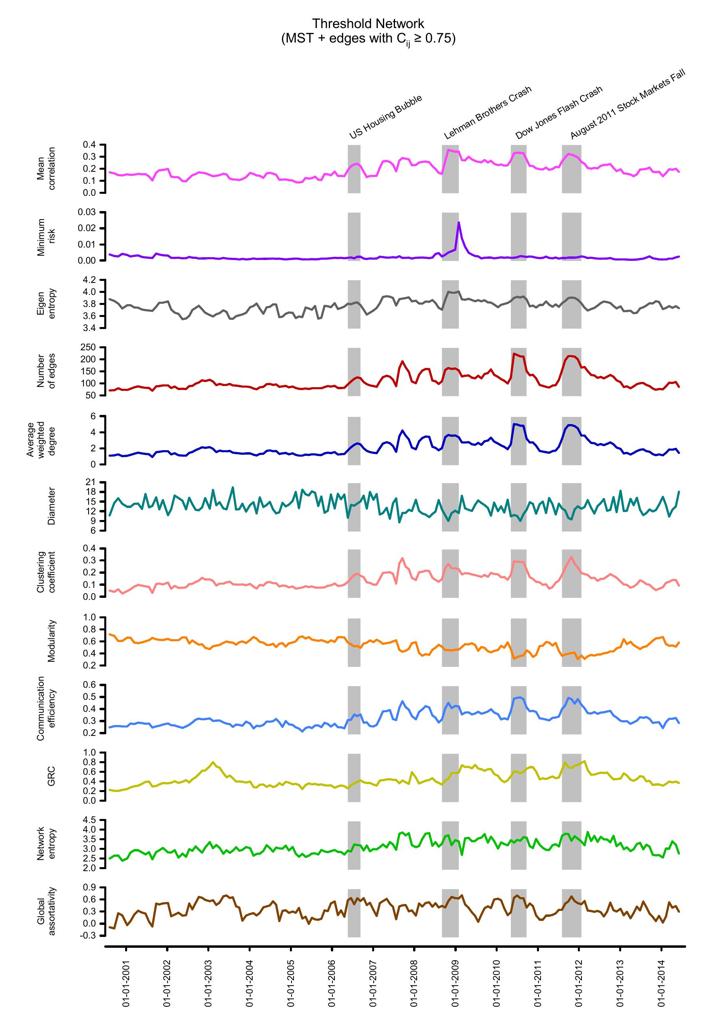 Threshold Network
(MST + edges with Cij ≥ 0.75)
US Housing Bubble
Lehman Brothers Crash
Dow Jones Flash Crash
August 2011 Stock Markets Fall
Mean
correlation
0.4
0.3
0.2
0.1
0.0
Minimum
risk
0.03
0.02
0.01
0.00
Eigen
entropy
4.2
4.0
3.8
3.6
3.4
Number
of edges
250
200
150
100
50
Average
weighted
degree
6
4
2
0
Diameter
21
18
15
12
9
6
Clustering
coefficient
0.4
0.3
0.2
0.1
0.0
Modularity
1.0
0.8
0.6
0.4
0.2
Communication
efficiency
0.6
0.5
0.4
0.3
0.2
GRC
1.0
0.8
0.6
0.4
0.2
0.0
Network
entropy
4.5
4.0
3.5
3.0
2.5
2.0
Global
assortativity
0.9
0.6
0.3
0.0
-0.3
01-01-2001
01-01-2002
01-01-2003
01-01-2004
01-01-2005
01-01-2006
01-01-2007
01-01-2008
01-01-2009
01-01-2010
01-01-2011
01-01-2012
01-01-2013
01-01-2014